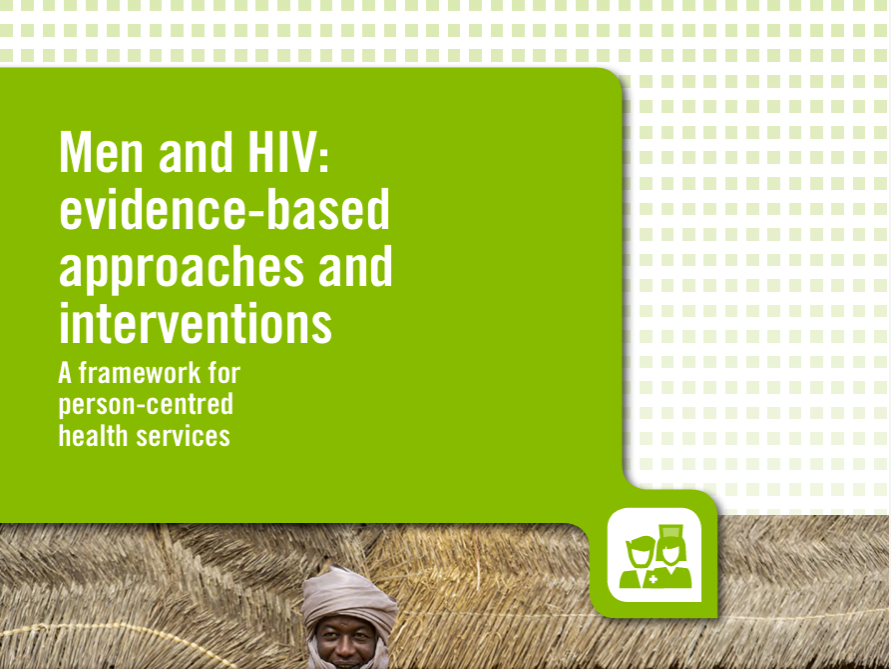 Men and HIV:
evidence-based
approaches and
interventions
A framework for
person-centred
health services